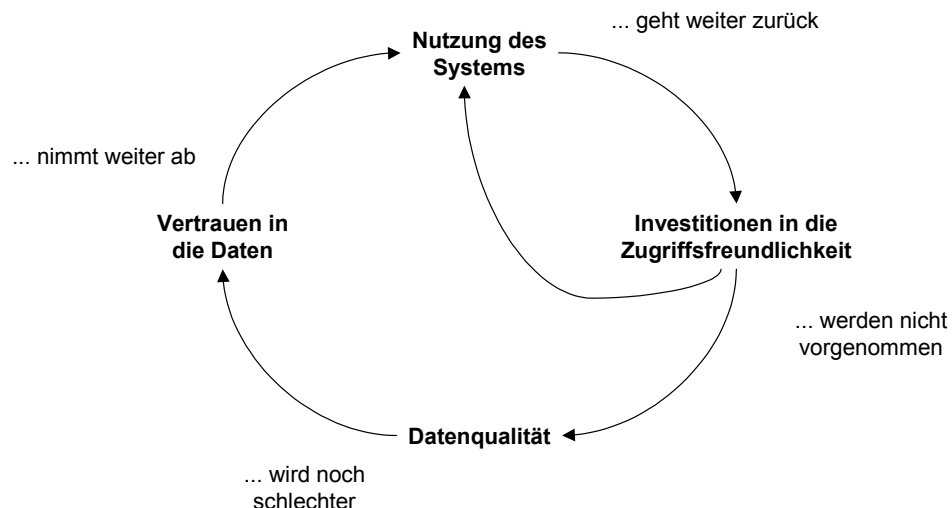 ... geht weiter zurück
Nutzung des
Systems
... nimmt weiter ab
Vertrauen in
die Daten
Investitionen in die
Zugriffsfreundlichkeit
... werden nicht
vorgenommen
Datenqualität
... wird noch
schlechter